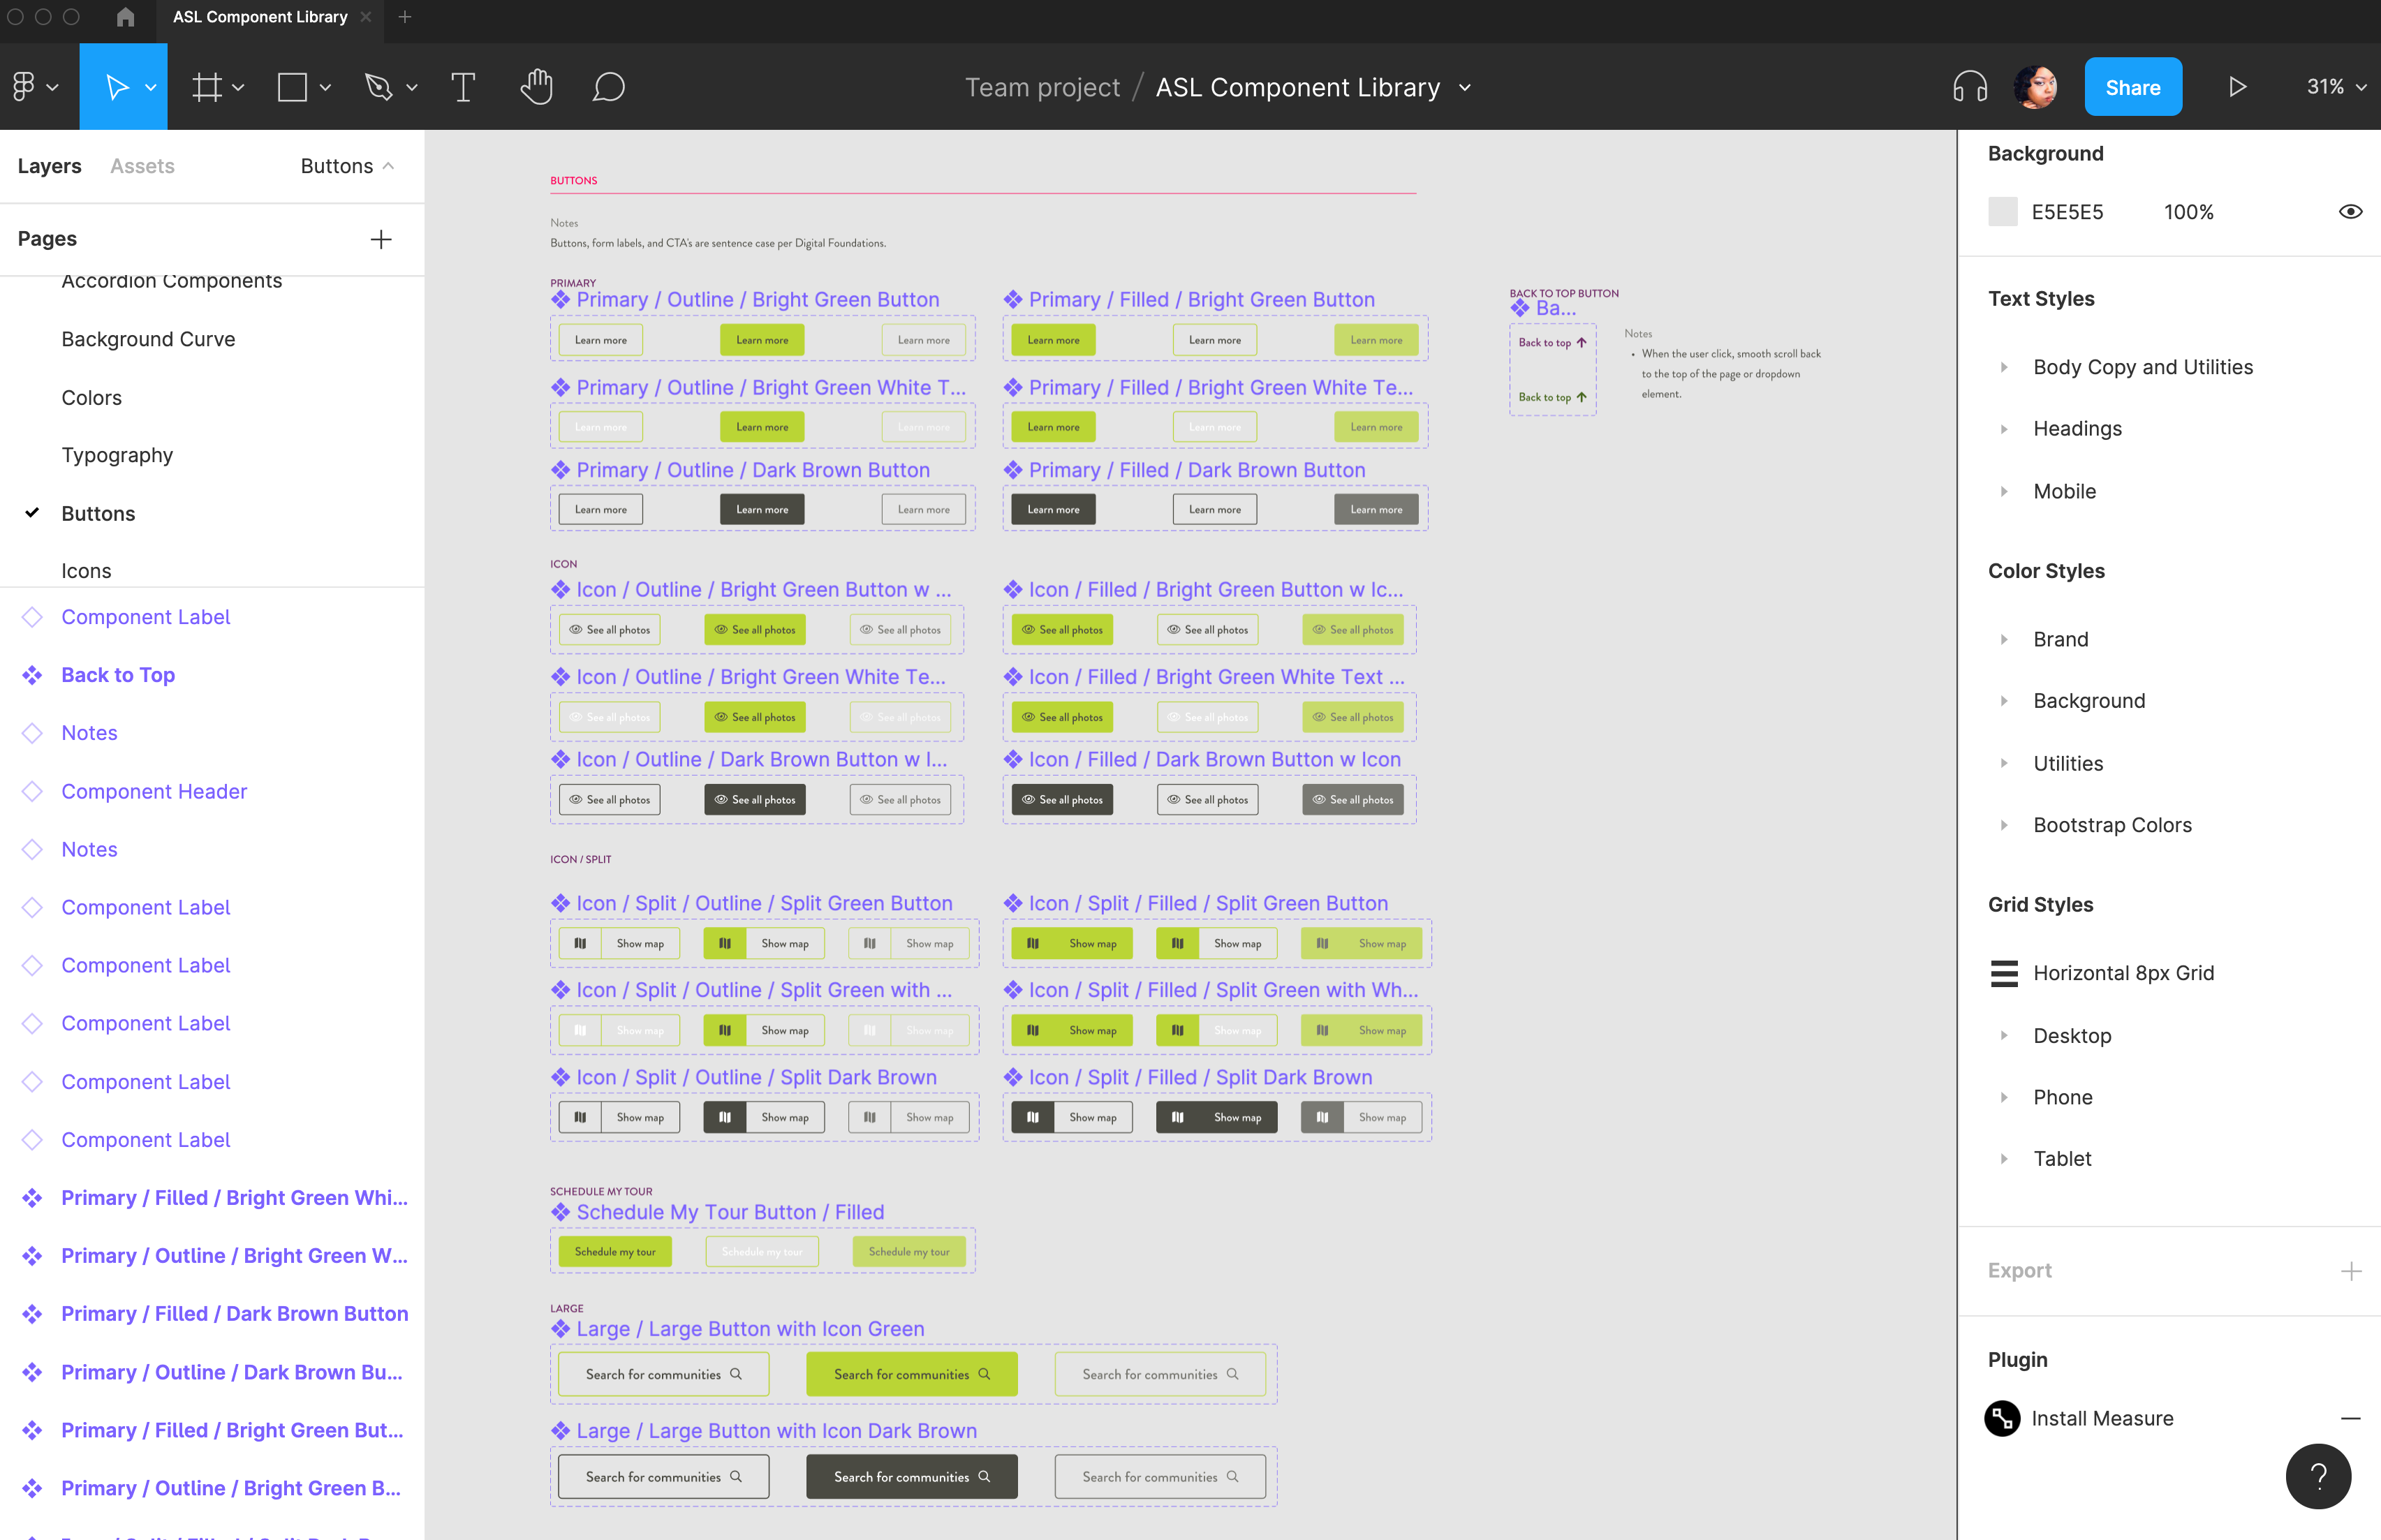 ASL Component Library
Team project / ASL Component Library
Share
31%
Layers
Assets
Buttons
Pages
Accordion Components
Background Curve
Colors
Typography
Buttons
Icons
Component Label
Back to Top
Notes
Component Header
Notes
Component Label
Component Label
Component Label
Component Label
Component Label
Primary / Filled / Bright Green Whi...
Primary / Outline / Bright Green W...
Primary / Filled / Dark Brown Button
Primary / Outline / Dark Brown Bu...
Primary / Filled / Bright Green But...
Primary / Outline / Bright Green B...
BUTTONS
Notes
Buttons, form labels, and CTA's are sentence case per Digital Foundations.
PRIMARY
Primary / Outline / Bright Green Button
Learn more Learn more Learn more
Primary / Filled / Bright Green Button
Learn more Learn more Learn more
Primary / Outline / Bright Green White T...
Learn more Learn more Learn more
Primary / Filled / Bright Green White Te...
Learn more Learn more Learn more
Primary / Outline / Dark Brown Button
Learn more Learn more Learn more
Primary / Filled / Dark Brown Button
Learn more Learn more Learn more
BACK TO TOP BUTTON
Ba...
Back to top
Back to top
Notes
• When the user click, smooth scroll back
to the top of the page or dropdown
element.
ICON
Icon / Outline / Bright Green Button w ...
See all photos See all photos See all photos
Icon / Filled / Bright Green Button w Ic...
See all photos See all photos See all photos
Icon / Outline / Bright Green White Te...
See all photos See all photos See all photos
Icon / Filled / Bright Green White Text ...
See all photos See all photos See all photos
Icon / Outline / Dark Brown Button w I...
See all photos See all photos See all photos
Icon / Filled / Dark Brown Button w Icon
See all photos See all photos See all photos
ICON / SPLIT
Icon / Split / Outline / Split Green Button
Show map Show map Show map
Icon / Split / Filled / Split Green Button
Show map Show map Show map
Icon / Split / Outline / Split Green with ...
Show map Show map Show map
Icon / Split / Filled / Split Green with Wh...
Show map Show map Show map
Icon / Split / Outline / Split Dark Brown
Show map Show map Show map
Icon / Split / Filled / Split Dark Brown
Show map Show map Show map
SCHEDULE MY TOUR
Schedule My Tour Button / Filled
Schedule my tour Schedule my tour Schedule my tour
LARGE
Large / Large Button with Icon Green
Search for communities Search for communities Search for communities
Large / Large Button with Icon Dark Brown
Search for communities Search for communities Search for communities
Background
E5E5E5 100%
Text Styles
Body Copy and Utilities
Headings
Mobile
Color Styles
Brand
Background
Utilities
Bootstrap Colors
Grid Styles
Horizontal 8px Grid
Desktop
Phone
Tablet
Export
Plugin
Install Measure
?